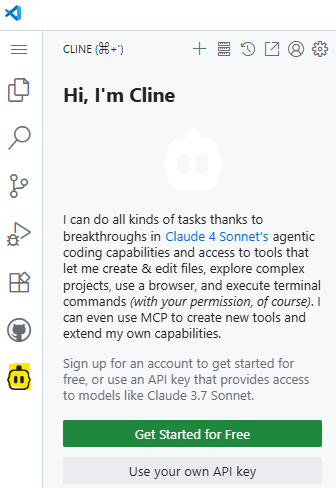 CLINE (⌘+')
Hi, I'm Cline
I can do all kinds of tasks thanks to
breakthroughs in Claude 4 Sonnet's agentic
coding capabilities and access to tools that
let me create & edit files, explore complex
projects, use a browser, and execute terminal
commands (with your permission, of course). I
can even use MCP to create new tools and
extend my own capabilities.
Sign up for an account to get started for
free, or use an API key that provides access
to models like Claude 3.7 Sonnet.
Get Started for Free
Use your own API key